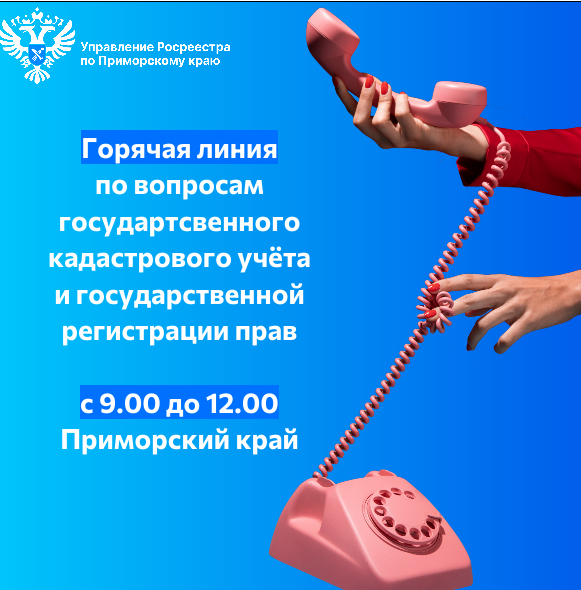 Управление Росреестра
по Приморскому краю
Горячая линия
по вопросам
государтсвенного
кадастрового учёта
и государственной
регистрации прав
с 9.00 до 12.00
Приморский край